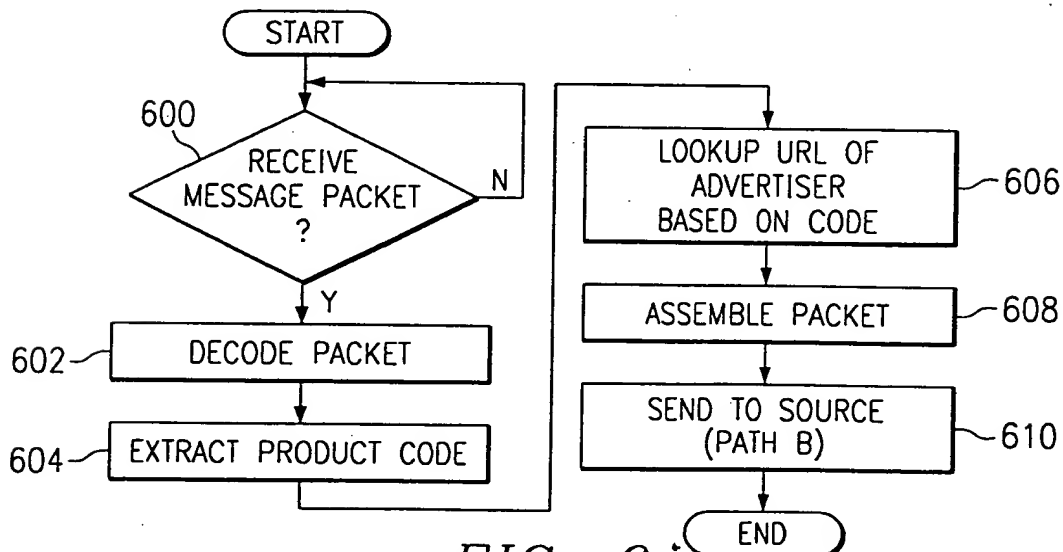 START
600
RECEIVE
MESSAGE PACKET
?
N
Y
602
DECODE PACKET
604
EXTRACT PRODUCT CODE
LOOKUP URL OF
ADVERTISER
BASED ON CODE
606
ASSEMBLE PACKET
608
SEND TO SOURCE
(PATH B)
610
END